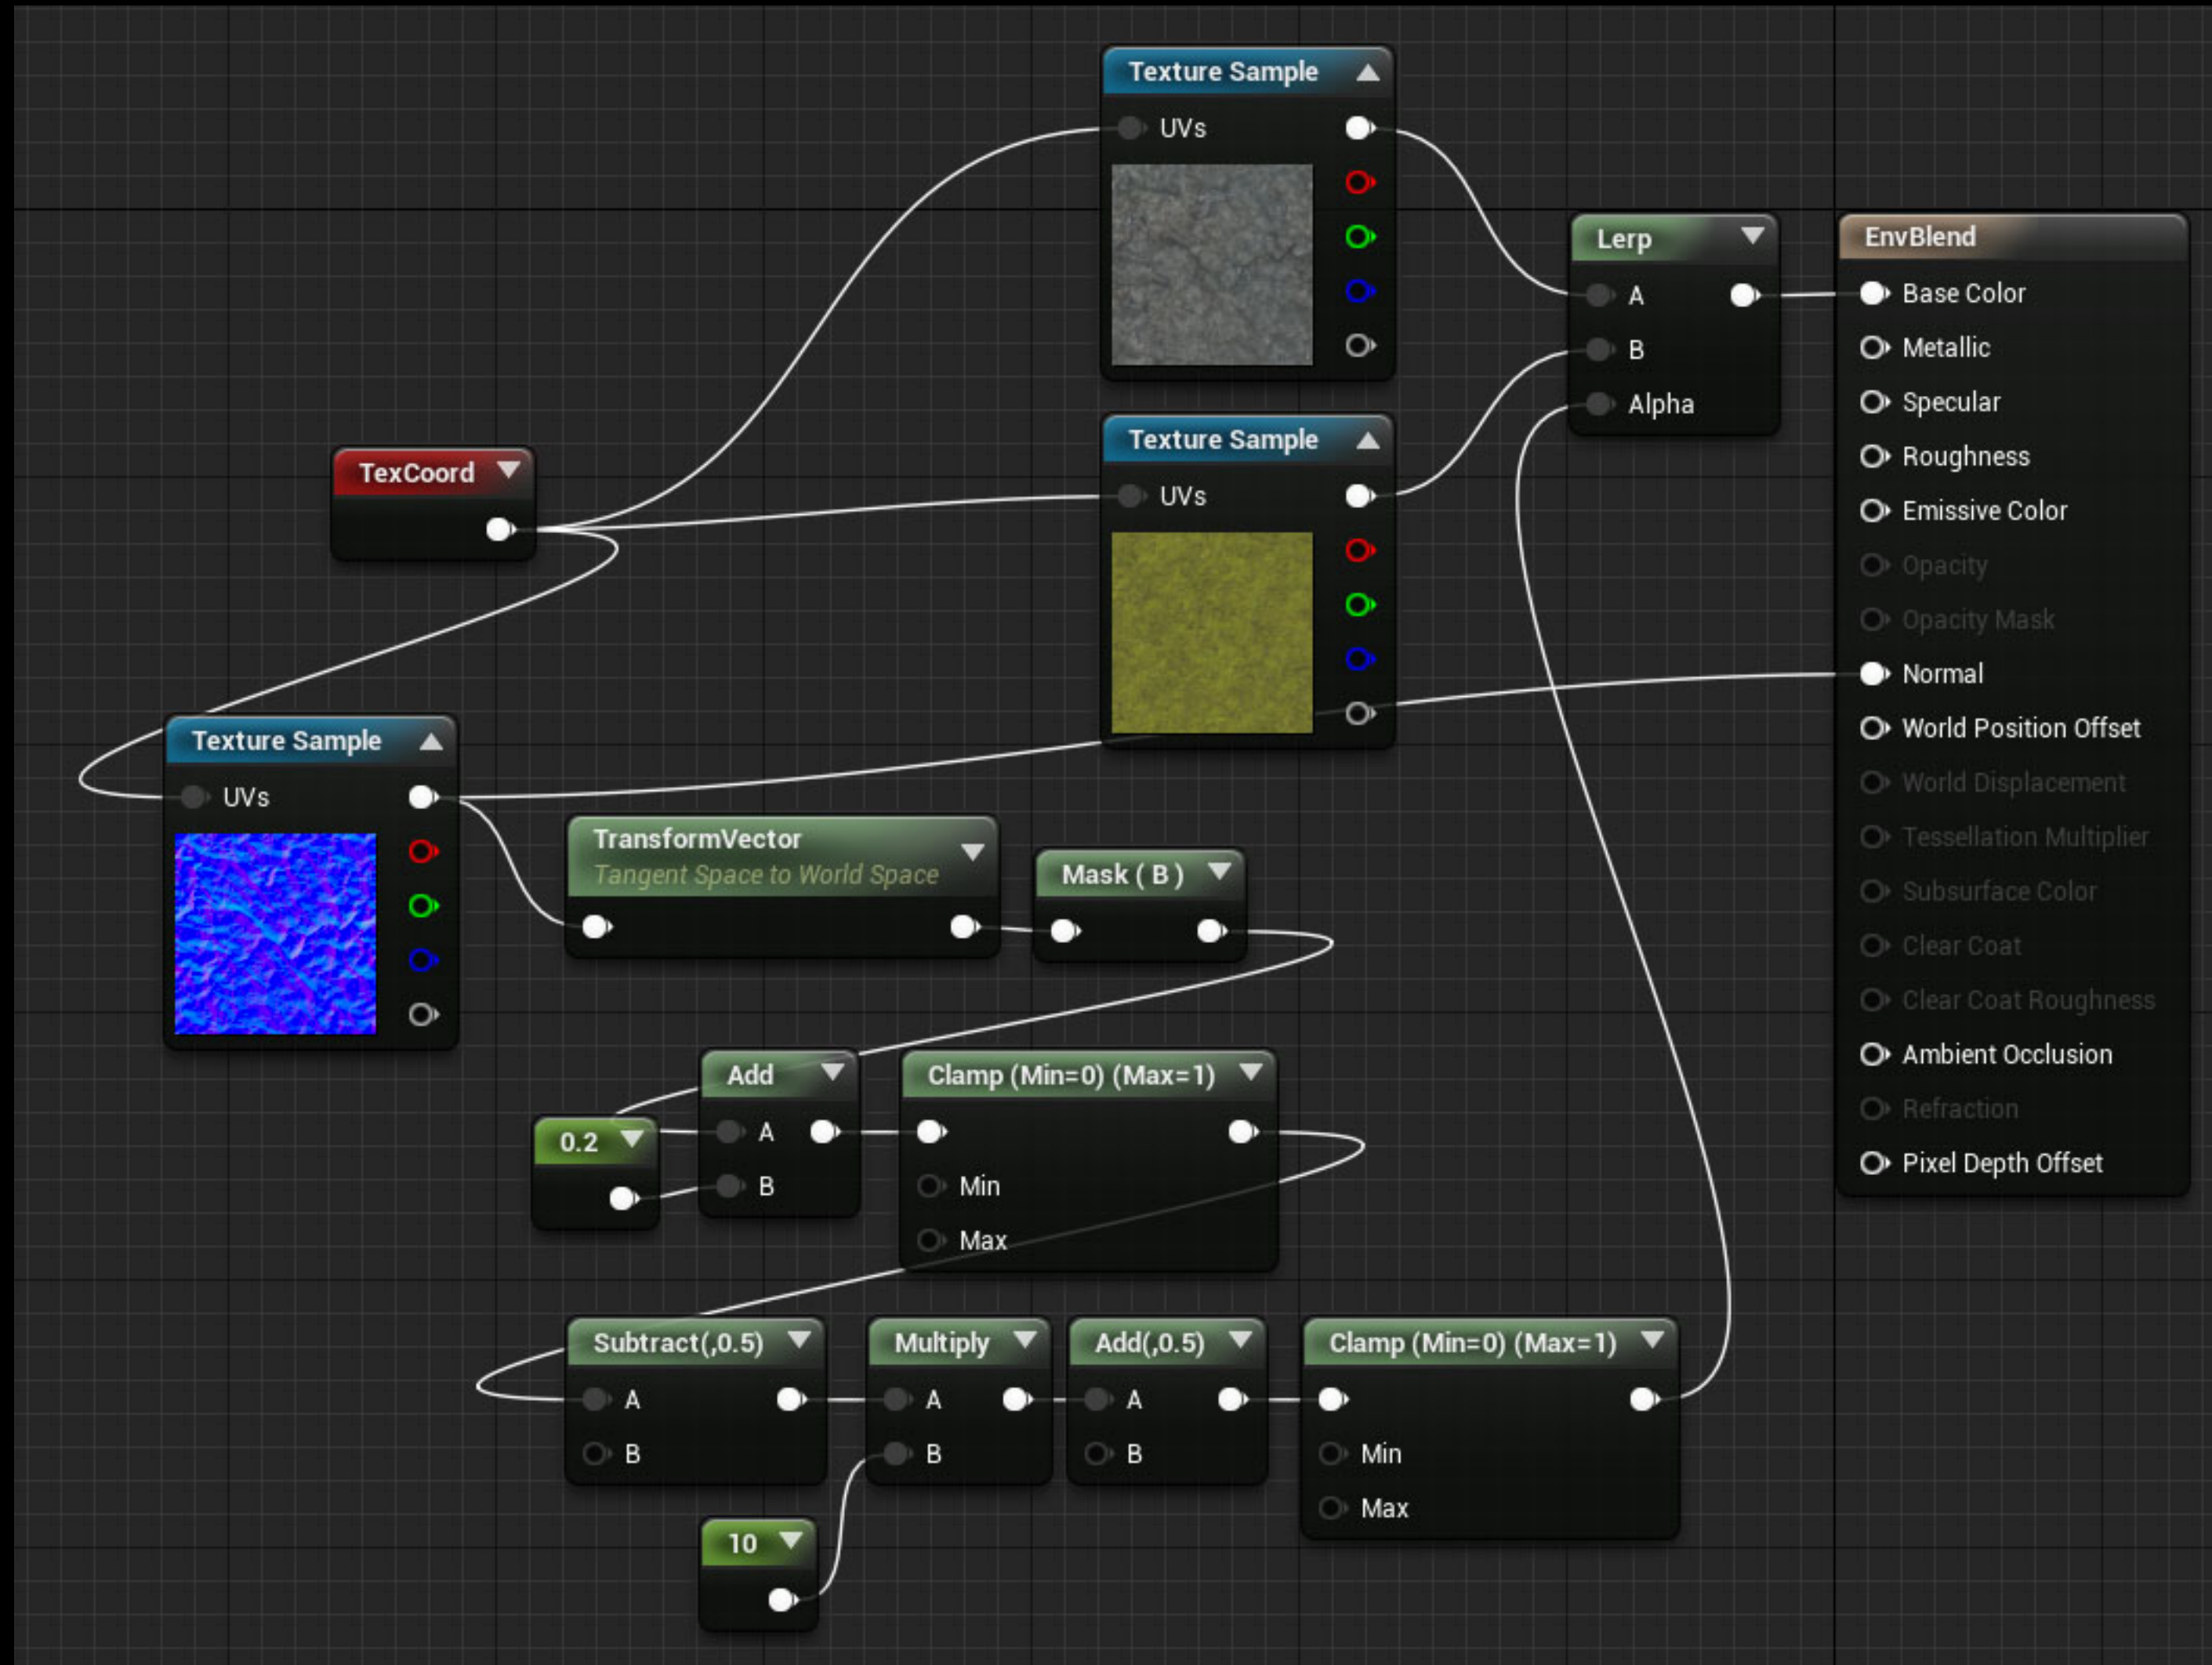 Texture Sample
UVs
Lerp
A
B
Alpha
EnvBlend
Base Color
Metallic
Specular
Roughness
Emissive Color
Opacity
Opacity Mask
Normal
World Position Offset
World Displacement
Tessellation Multiplier
Subsurface Color
Clear Coat
Clear Coat Roughness
Ambient Occlusion
Refraction
Pixel Depth Offset
Texture Sample
UVs
TexCoord
Texture Sample
UVs
TransformVector
Tangent Space to World Space
Mask ( B )
0.2
Add
A
B
Clamp (Min=0) (Max=1)
Min
Max
Subtract(,0.5)
A
B
Multiply
A
B
Add(,0.5)
A
B
Clamp (Min=0) (Max=1)
Min
Max
10